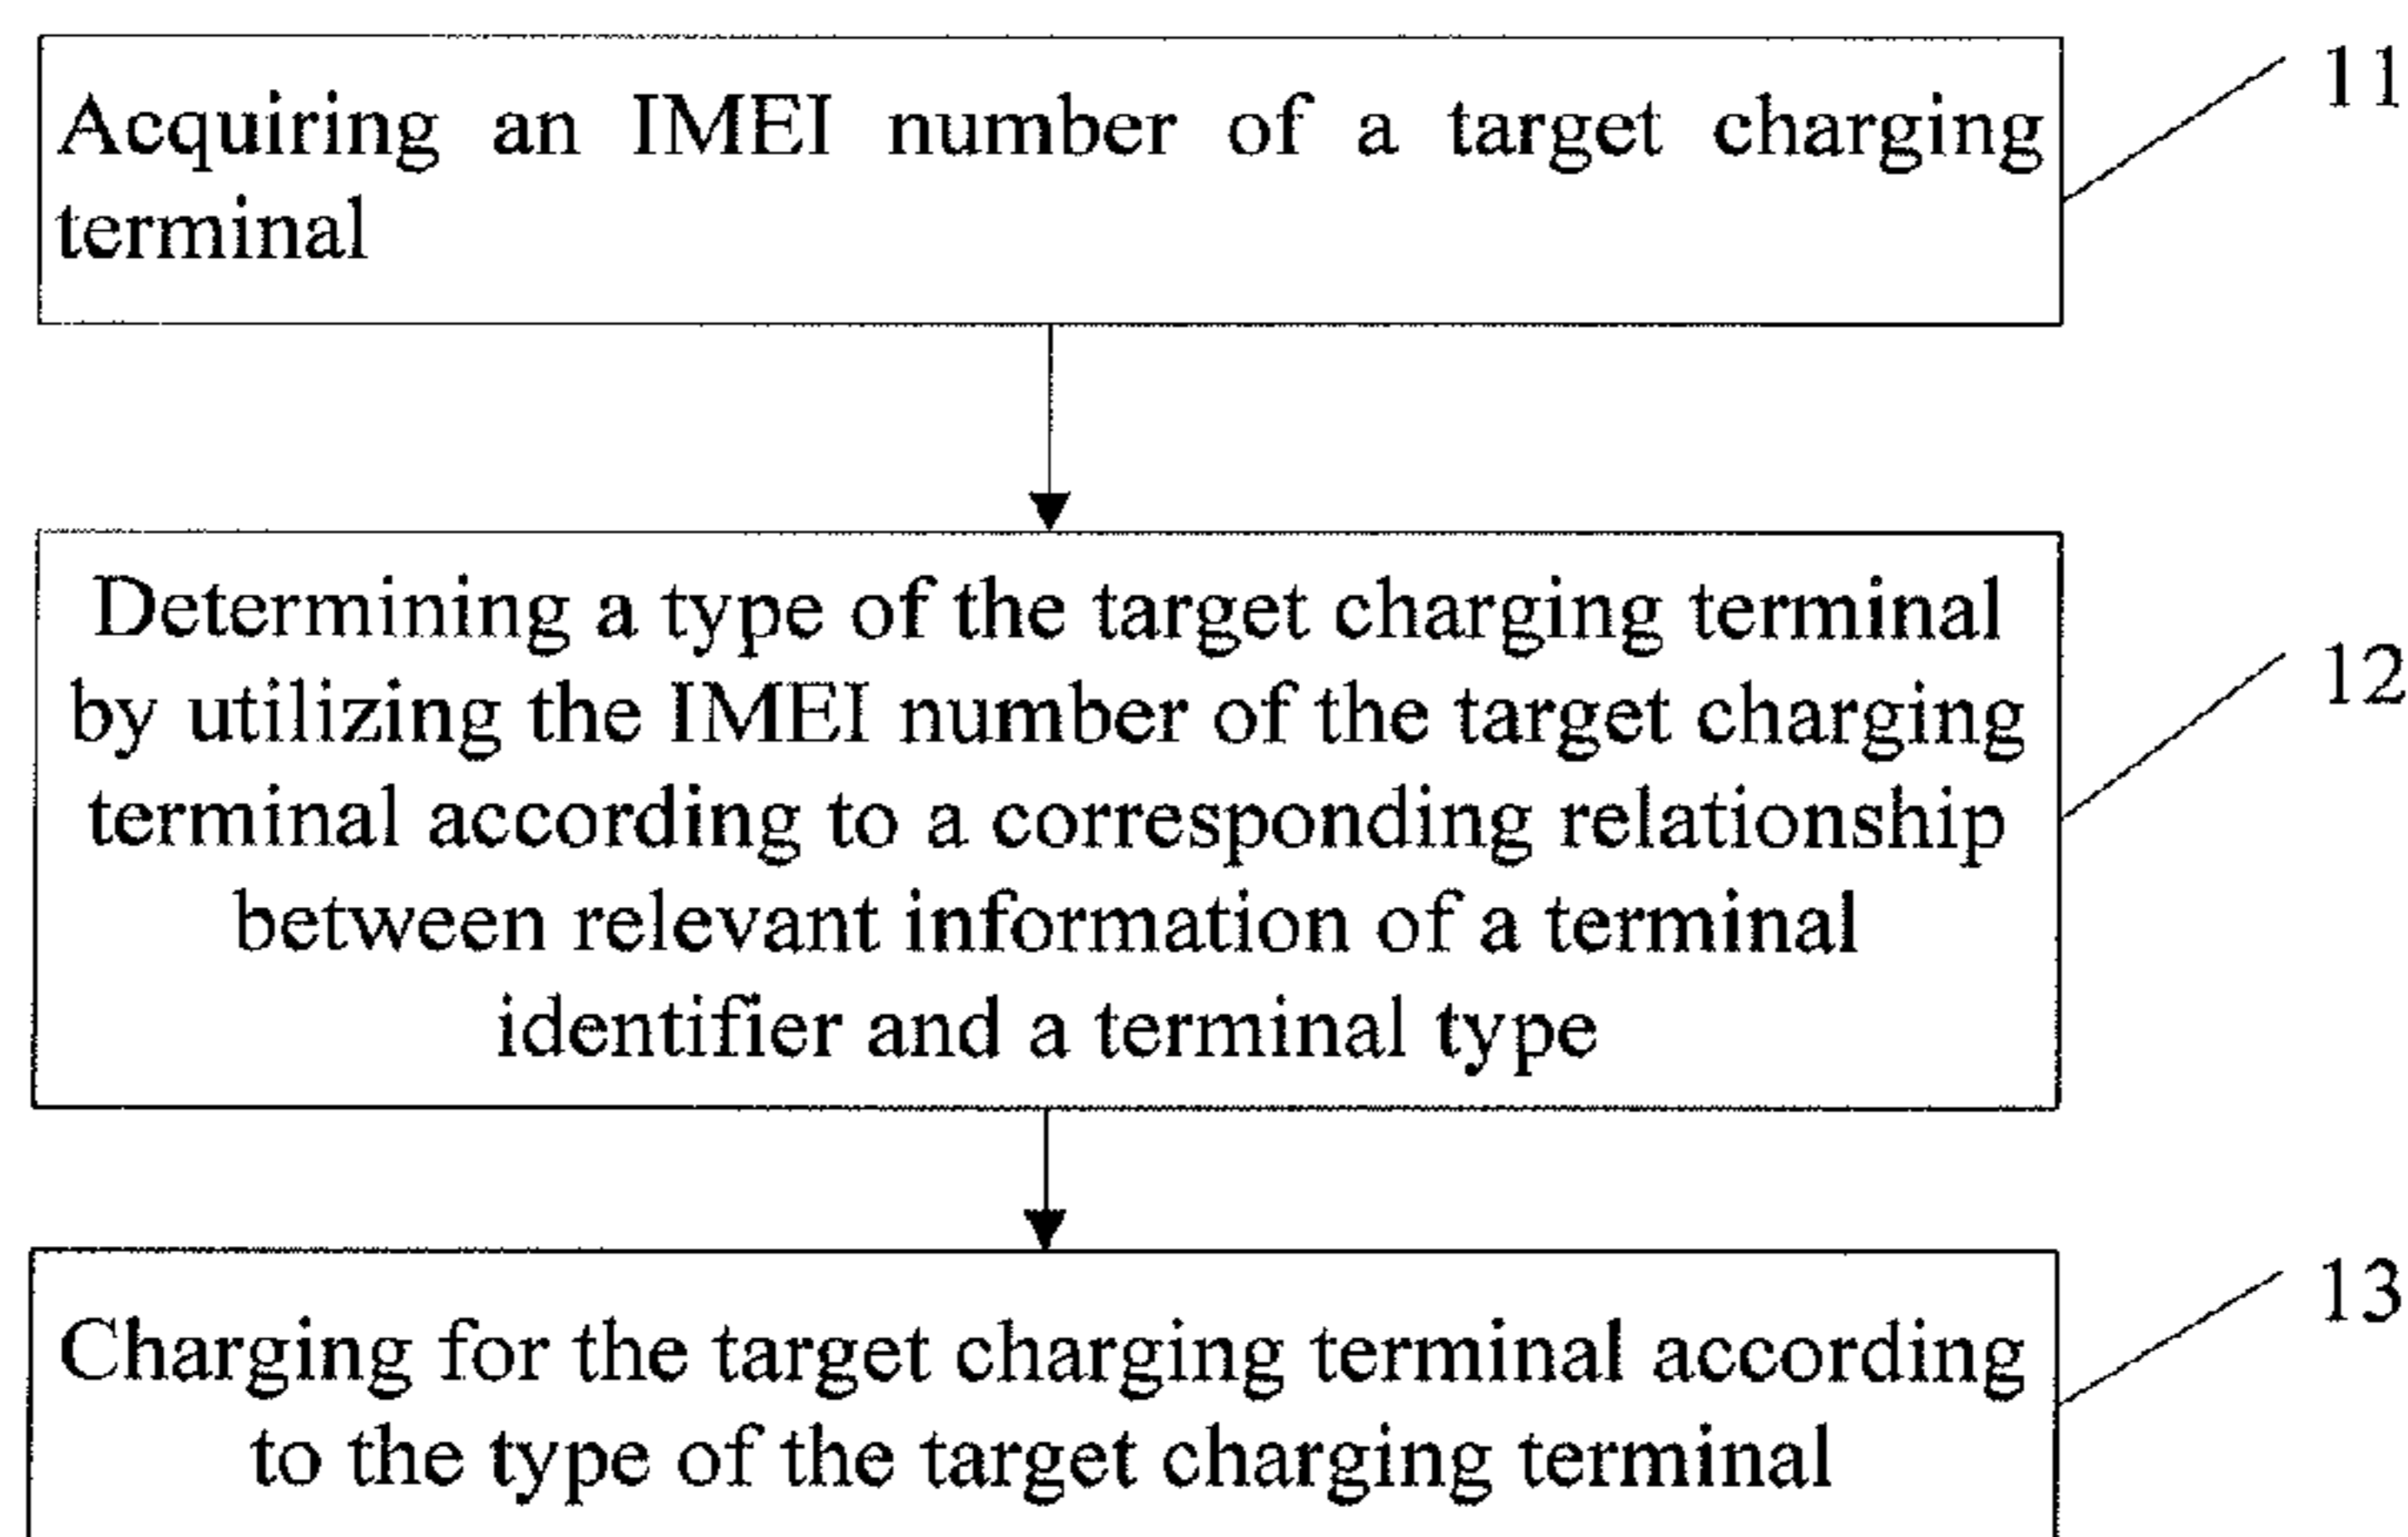 Acquiring an IMEI number of a target charging
terminal
11
Determining a type of the target charging terminal
by utilizing the IMEI number of the target charging
terminal according to a corresponding relationship
between relevant information of a terminal
identifier and a terminal type
12
Charging for the target charging terminal according
to the type of the target charging terminal
13